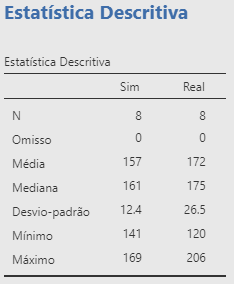 Estatística Descritiva
Estatística Descritiva
Sim Real
N 8 8
Omisso 0 0
Média 157 172
Mediana 161 175
Desvio-padrão 12.4 26.5
Mínimo 141 120
Máximo 169 206